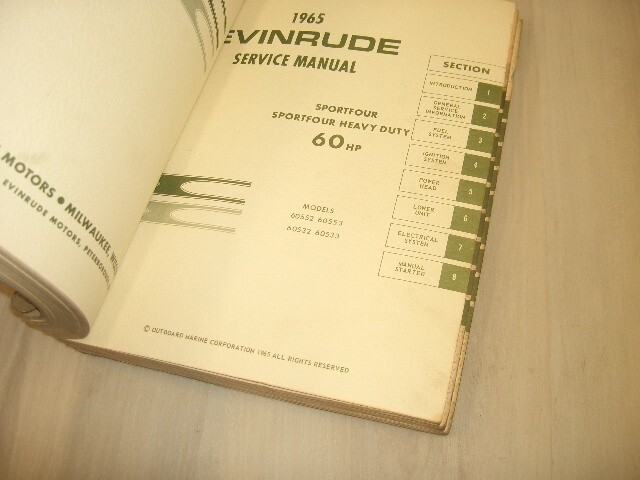 MOTORS • MILWAUKEE, WIS
EVINRUDE MOTORS, PETERBOROUGH
1965
EVINRUDE
SERVICE MANUAL
SPORTFOUR
SPORTFOUR HEAVY DUTY
60 HP
MODELS
60552 60553
60532 60533
© OUTBOARD MARINE CORPORATION 1965 ALL RIGHTS RESERVED
SECTION
INTRODUCTION 1
GENERAL
SERVICE
INFORMATION 2
FUEL
SYSTEM 3
IGNITION
SYSTEM 4
POWER
HEAD 5
LOWER
UNIT 6
ELECTRICAL
SYSTEM 7
MANUAL
STARTER 8